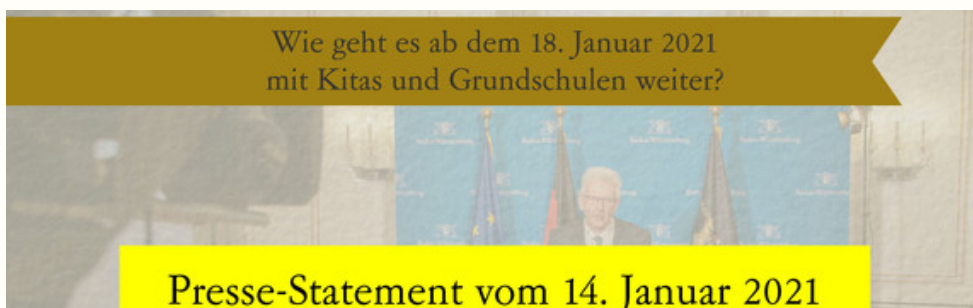 Wie geht es ab dem 18. Januar 2021
mit Kitas und Grundschulen weiter?
Presse-Statement vom 14. Januar 2021